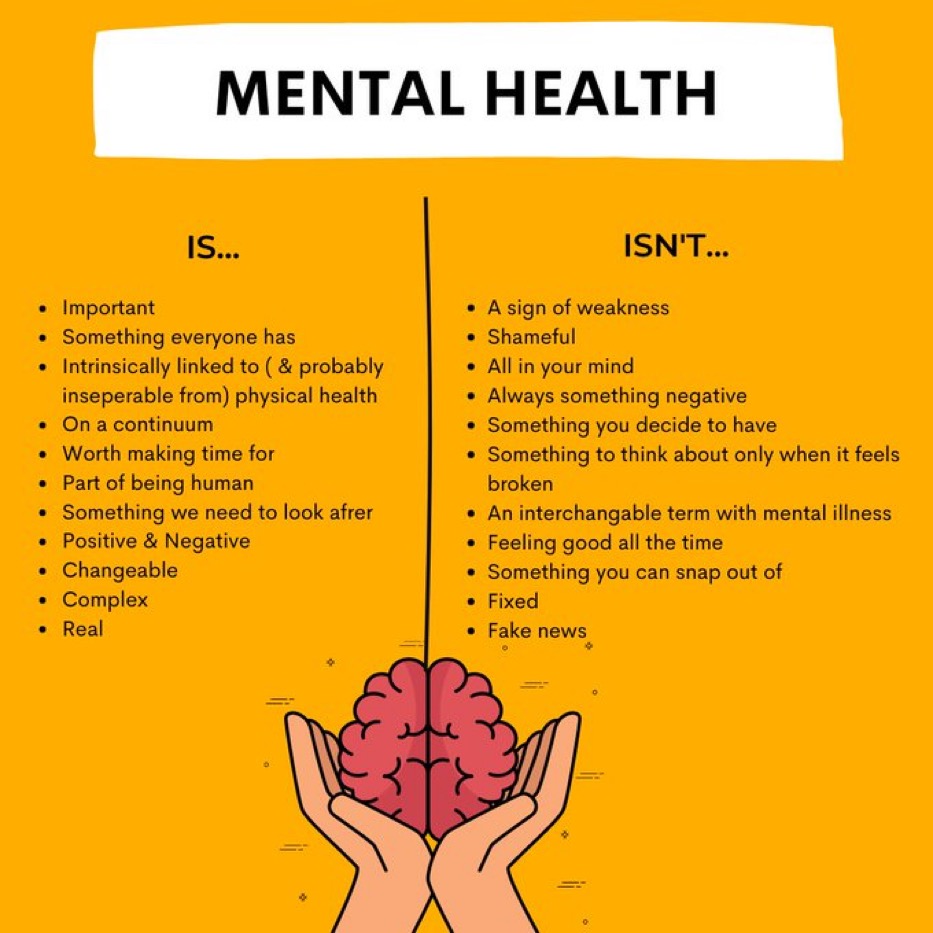 MENTAL HEALTH
IS...
• Important
• Something everyone has
• Intrinsically linked to ( & probably
inseperable from) physical health
• On a continuum
• Worth making time for
• Part of being human
• Something we need to look afrer
• Positive & Negative
• Changeable
• Complex
• Real
ISN'T...
• A sign of weakness
• Shameful
• All in your mind
• Always something negative
• Something you decide to have
• Something to think about only when it feels
broken
• An interchangable term with mental illness
• Feeling good all the time
• Something you can snap out of
• Fixed
• Fake news